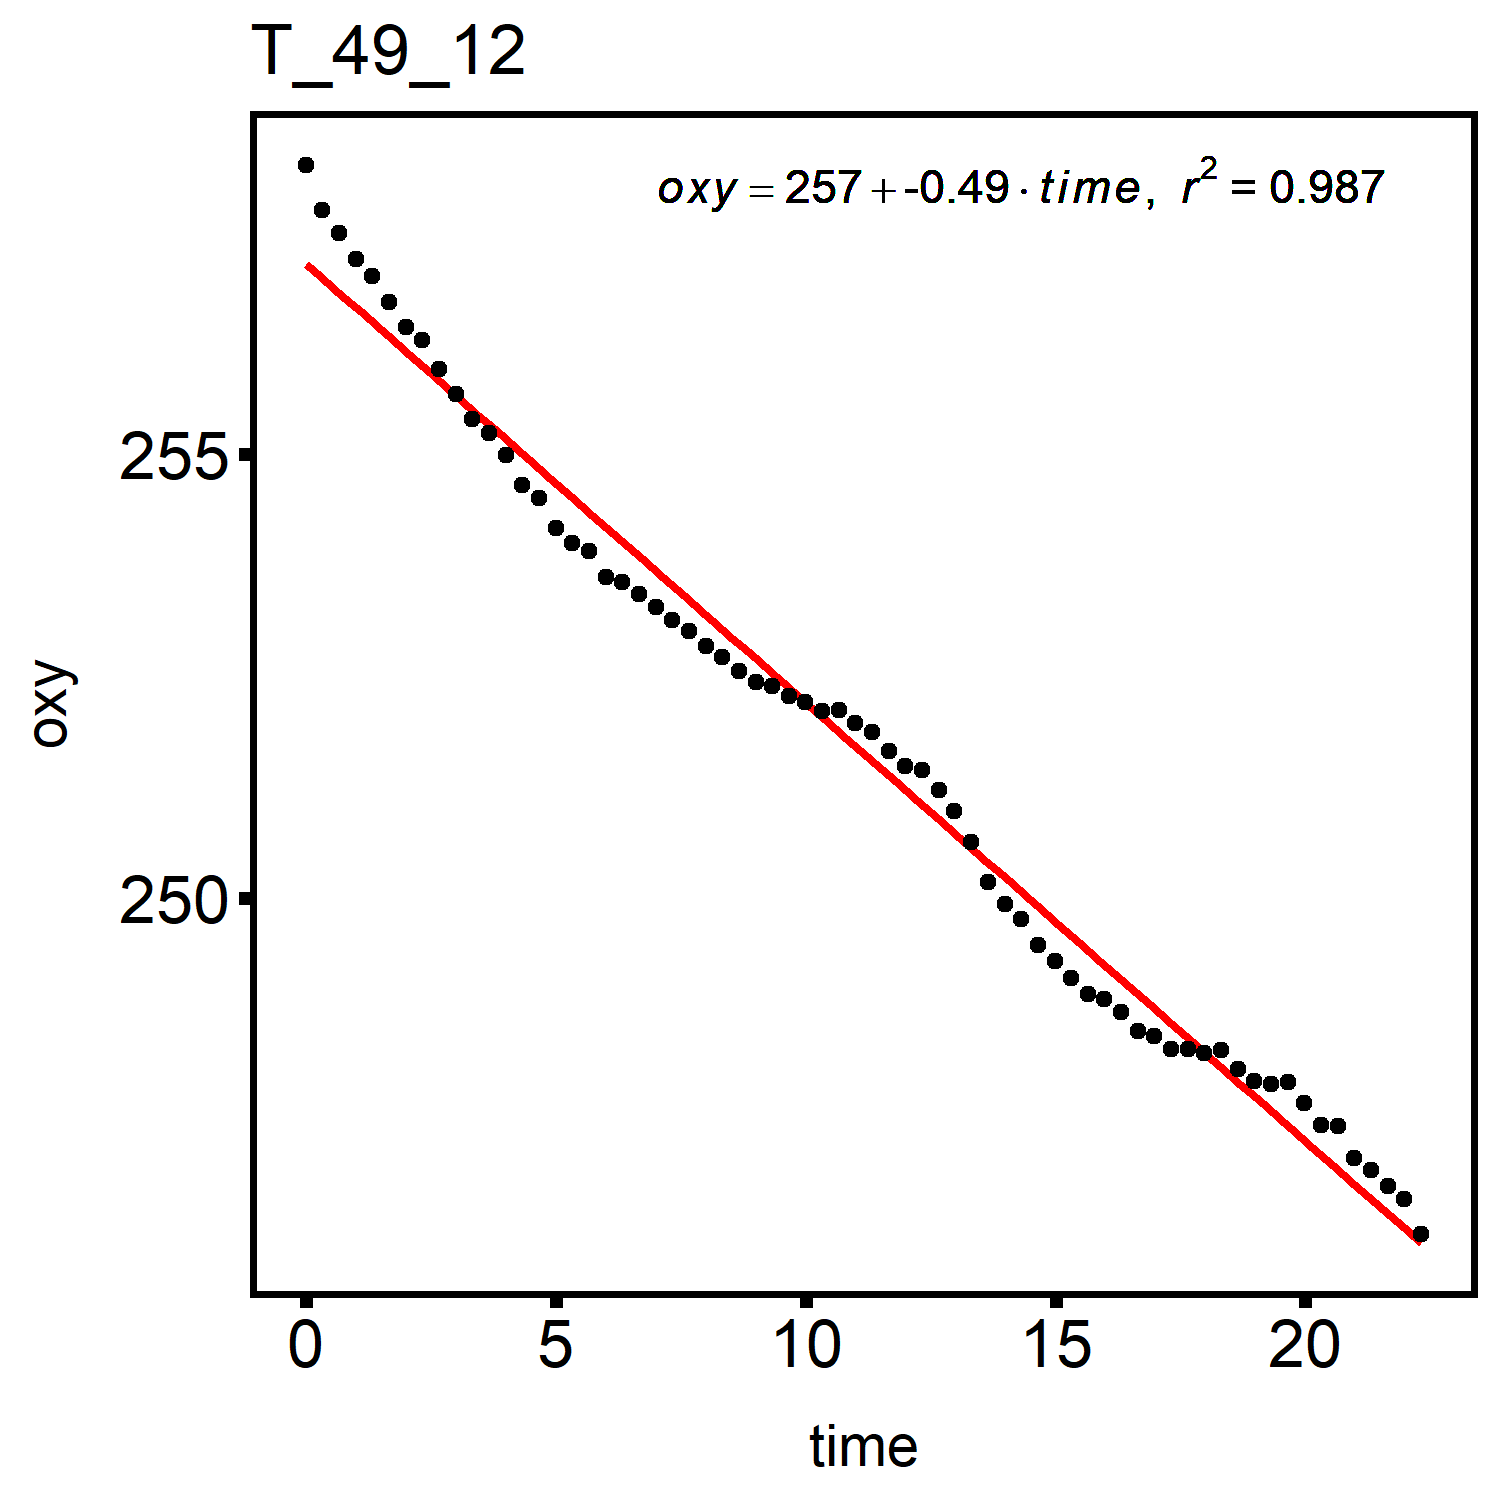 T_49_12
oxy = 257 + -0.49 · time, r² = 0.987
255
250
oxy
0 5 10 15 20
time